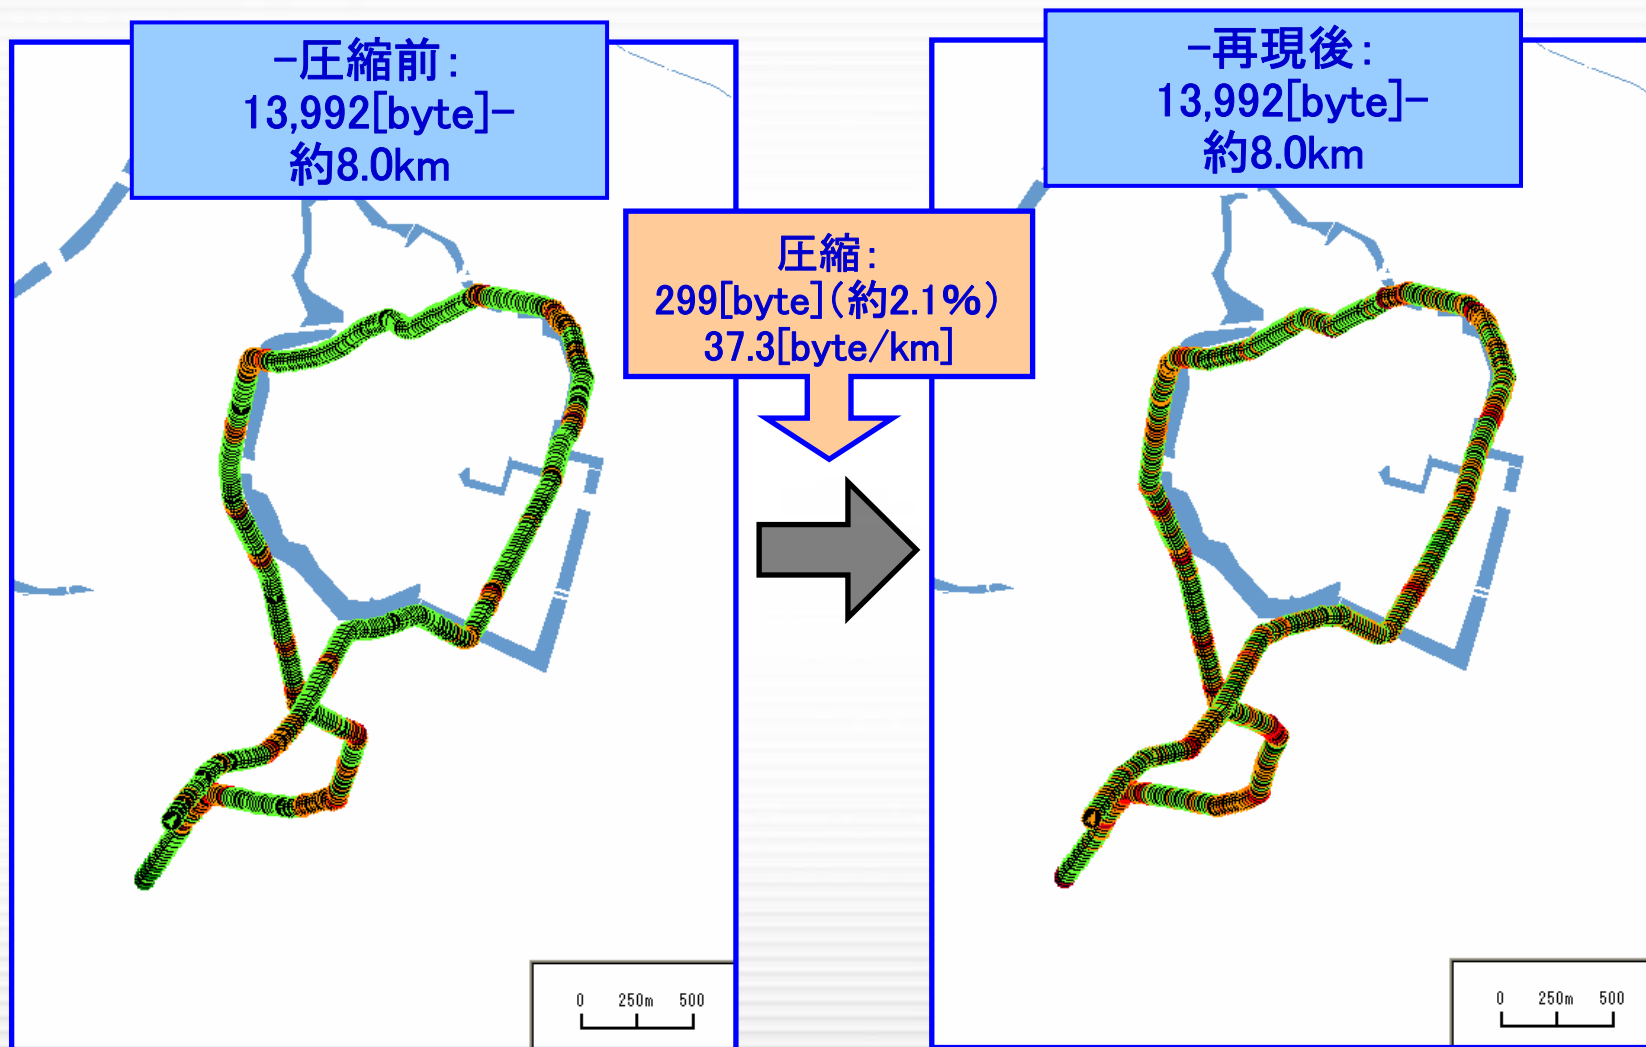 −圧縮前：
13,992[byte]−
約8.0km
−再現後：
13,992[byte]−
約8.0km
圧縮：
299[byte]（約2.1%）
37.3[byte/km]
0 250m 500
0 250m 500